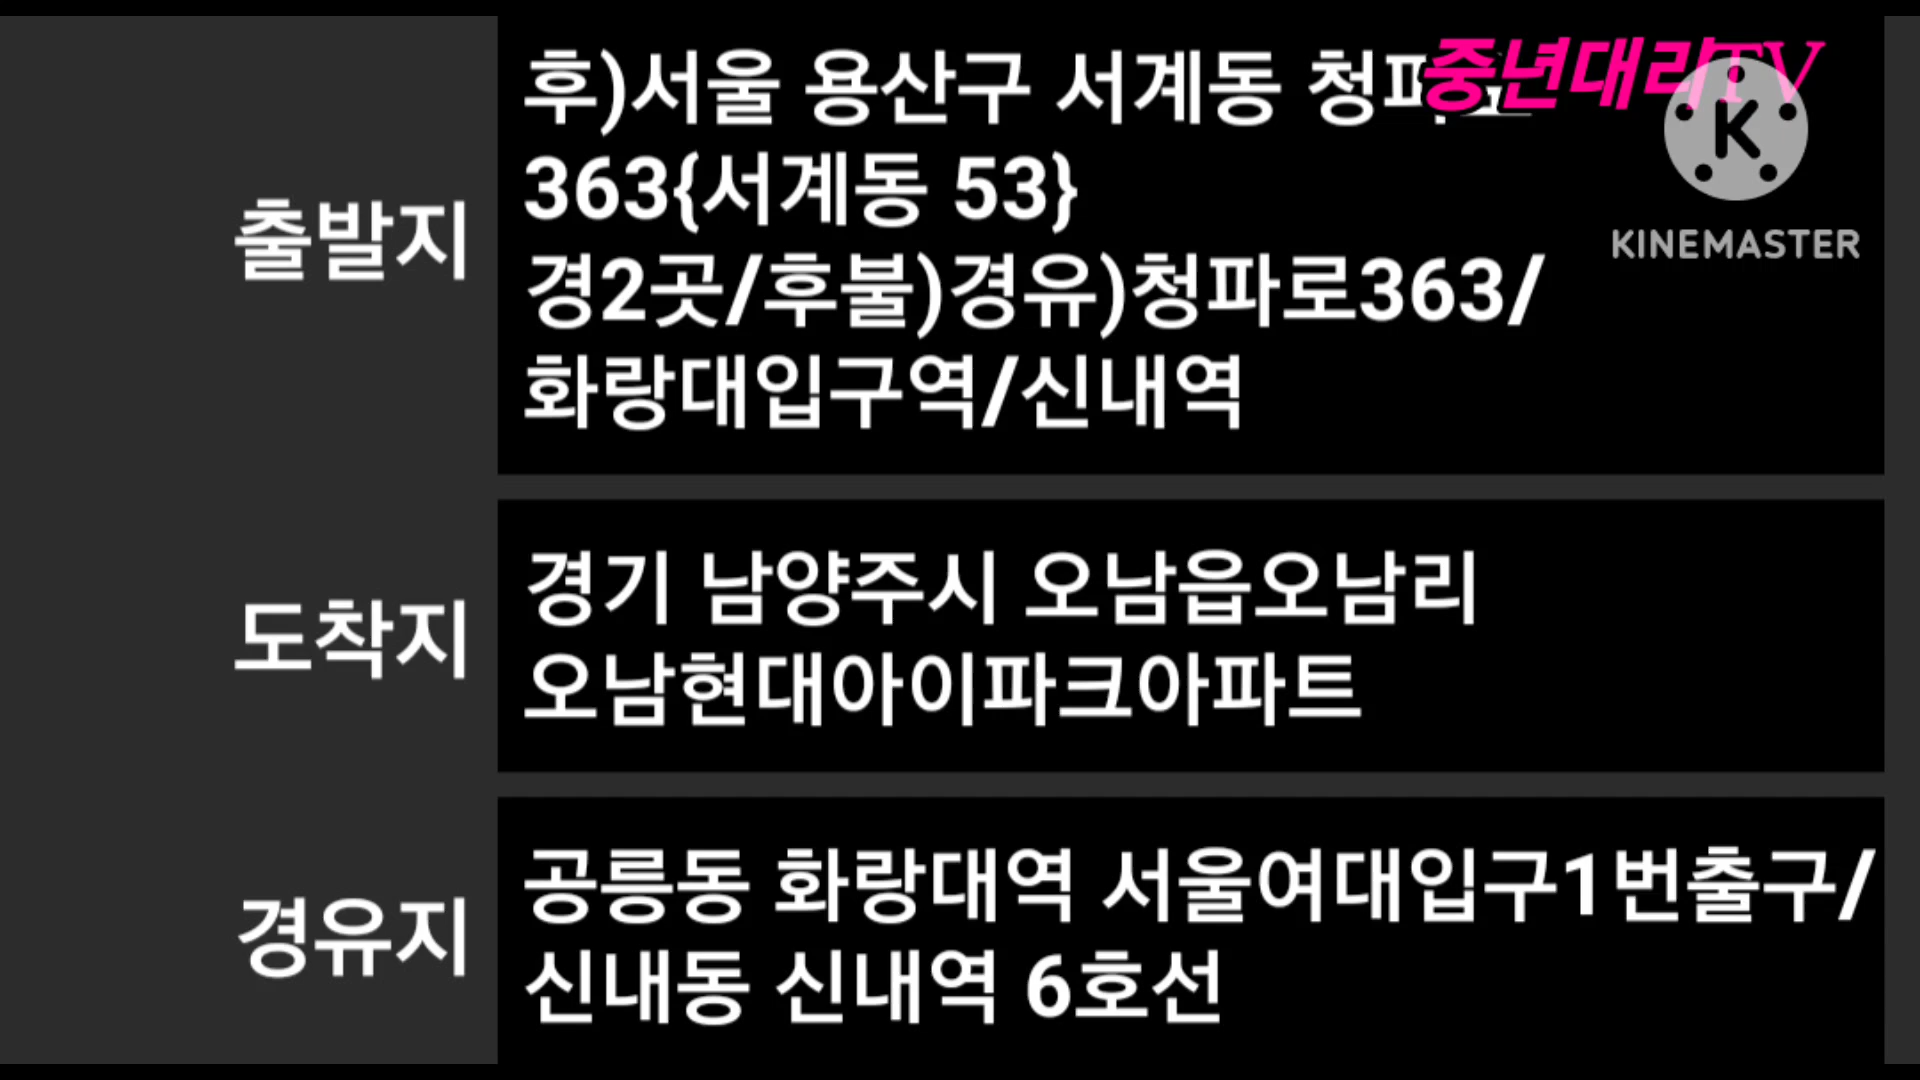 후)서울 용산구 서계동 청파로
363{서계동 53}
경2곳/후불)경유)청파로363/
화랑대입구역/신내역
출발지
경기 남양주시 오남읍오남리
오남현대아이파크아파트
도착지
공릉동 화랑대역 서울여대입구1번출구/
신내동 신내역 6호선
경유지
중년대리TV
K
KINEMASTER